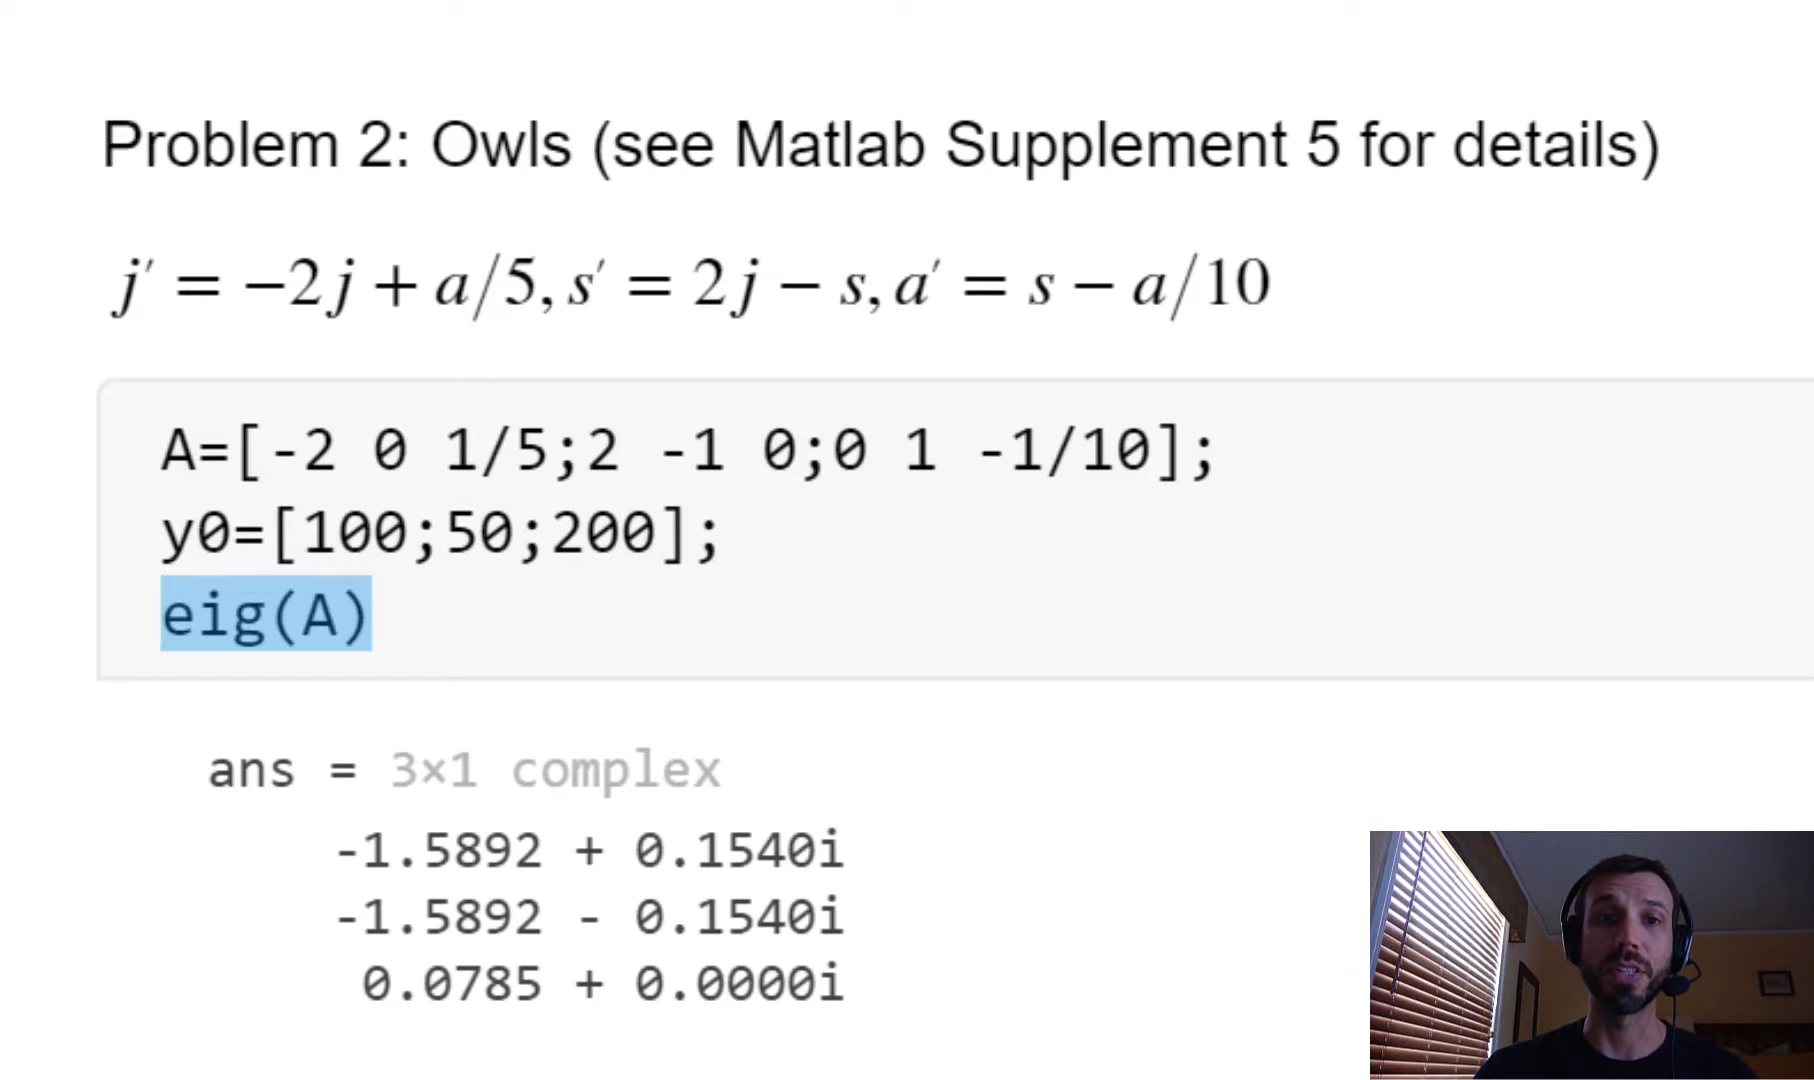 Problem 2: Owls (see Matlab Supplement 5 for details)
j′ = −2j + a/5, s′ = 2j − s, a′ = s − a/10
A=[-2 0 1/5;2 -1 0;0 1 -1/10];
y0=[100;50;200];
eig(A)
ans = 3×1 complex
-1.5892 + 0.1540i
-1.5892 - 0.1540i
0.0785 + 0.0000i